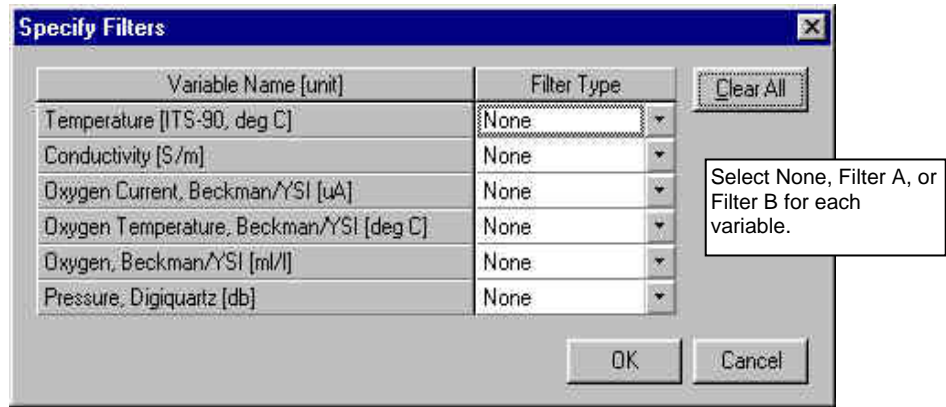 Specify Filters
Variable Name [unit] Filter Type Clear All
Temperature [ITS-90, deg C] None
Conductivity [S/m] None
Oxygen Current, Beckman/YSI [uA] None
Oxygen Temperature, Beckman/YSI [deg C] None
Oxygen, Beckman/YSI [ml/l] None
Pressure, Digiquartz [db] None
Select None, Filter A, or
Filter B for each
variable.
OK Cancel